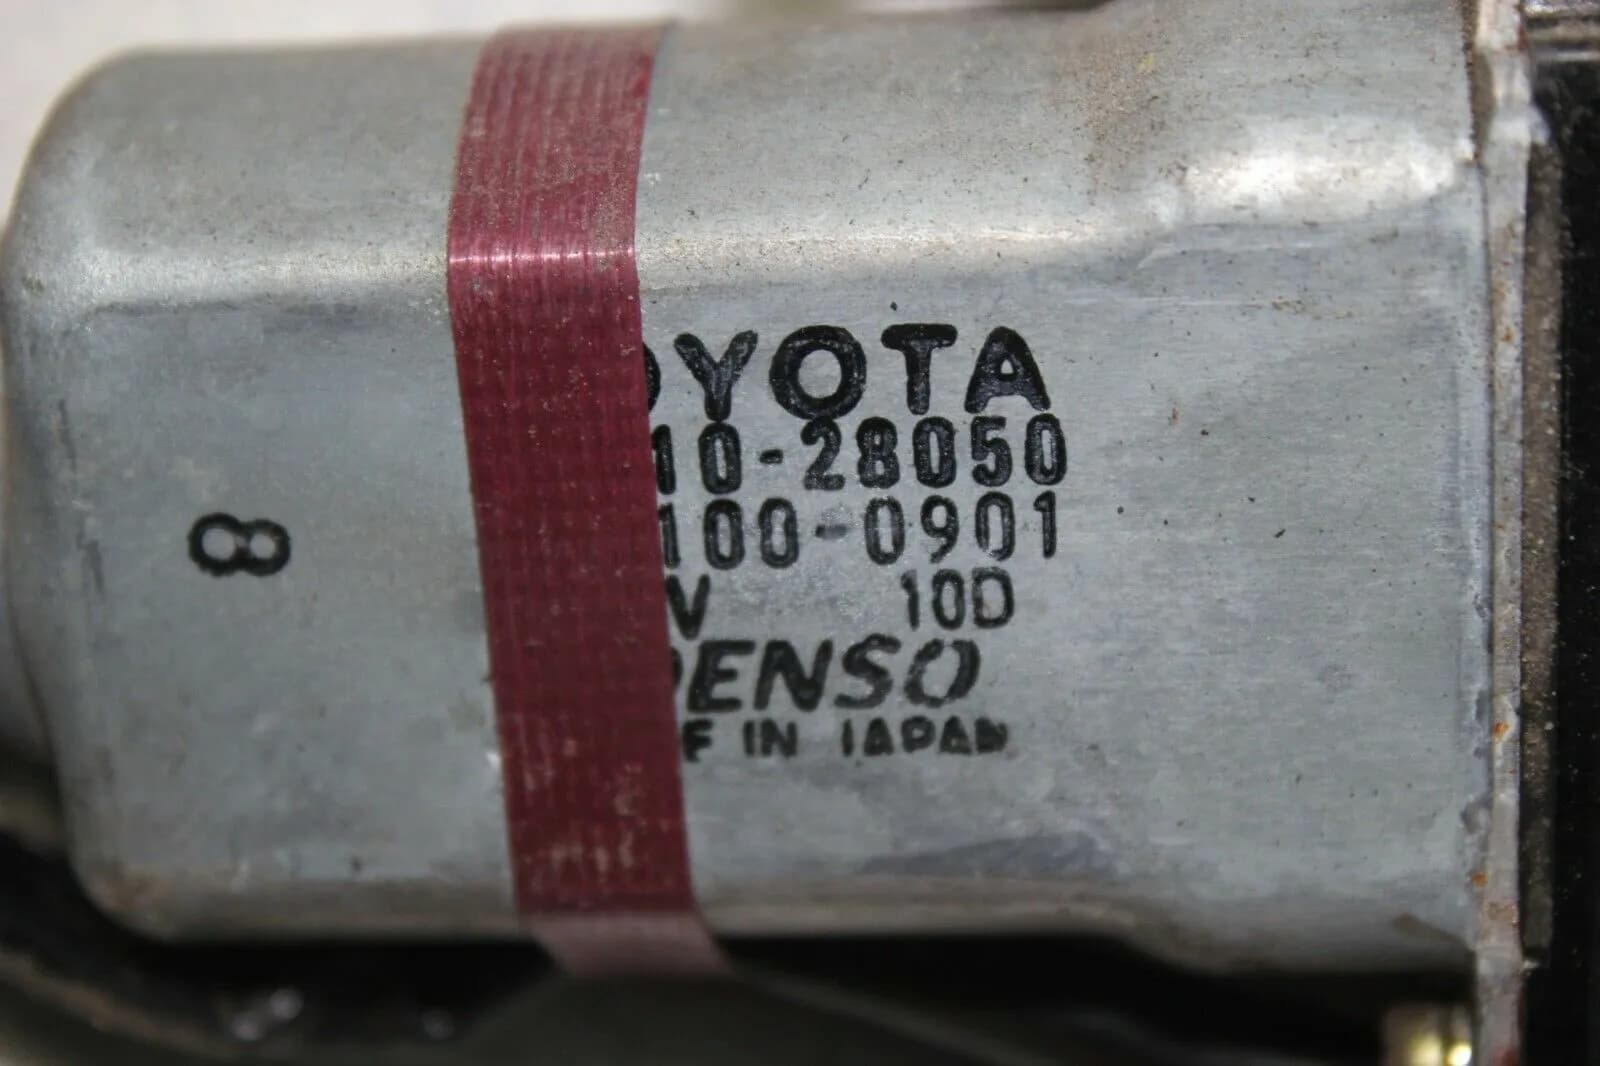 OYOTA
10-28050
100-0901
V 10D
DENSO
F IN JAPAN
8